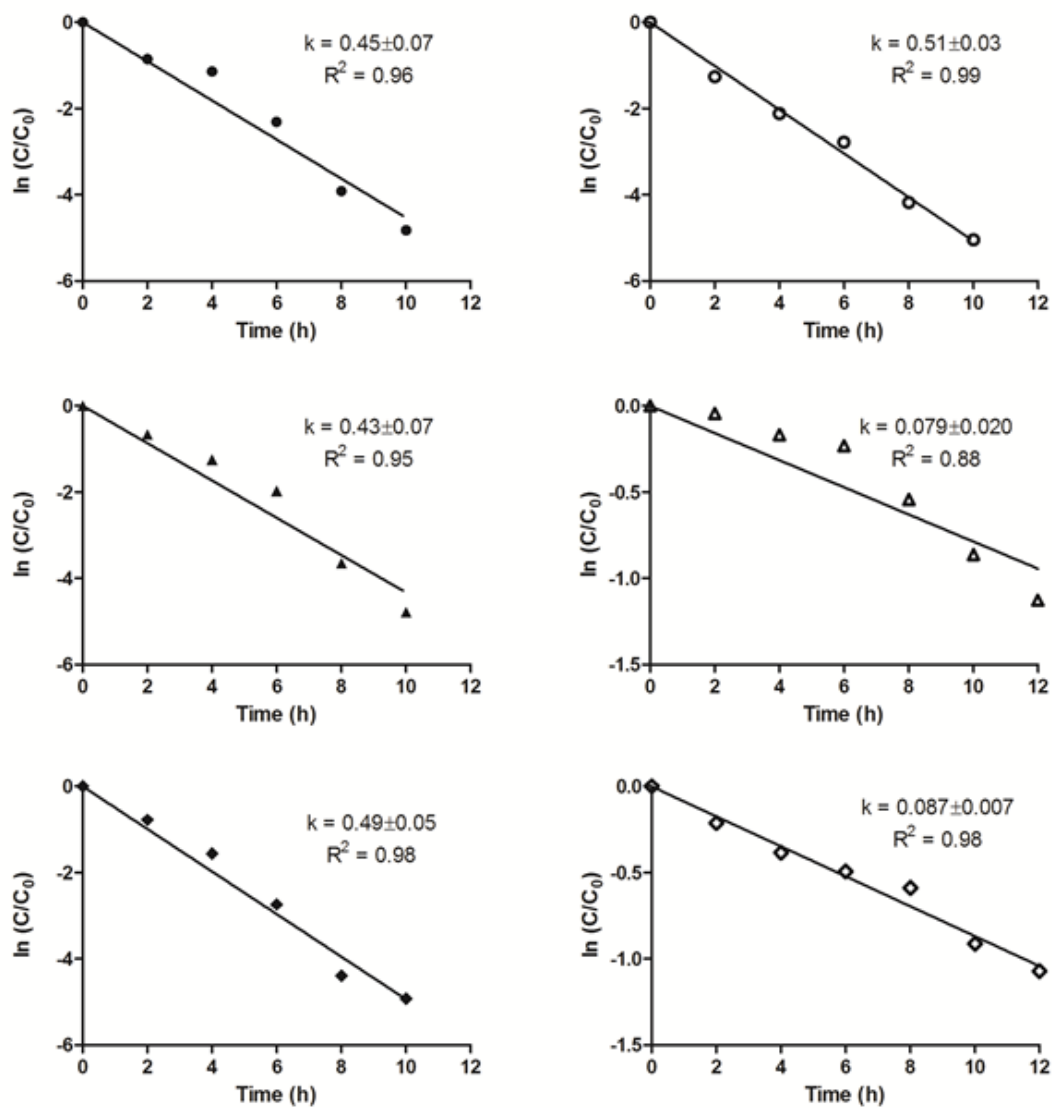 k = 0.45±0.07
R² = 0.96
ln (C/C₀)
0
-2
-4
-6
0 2 4 6 8 10 12
Time (h)
k = 0.51±0.03
R² = 0.99
ln (C/C₀)
0
-2
-4
-6
0 2 4 6 8 10 12
Time (h)
k = 0.43±0.07
R² = 0.95
ln (C/C₀)
0
-2
-4
-6
0 2 4 6 8 10 12
Time (h)
k = 0.079±0.020
R² = 0.88
ln (C/C₀)
0.0
-0.5
-1.0
-1.5
0 2 4 6 8 10 12
Time (h)
k = 0.49±0.05
R² = 0.98
ln (C/C₀)
0
-2
-4
-6
0 2 4 6 8 10 12
Time (h)
k = 0.087±0.007
R² = 0.98
ln (C/C₀)
0.0
-0.5
-1.0
-1.5
0 2 4 6 8 10 12
Time (h)